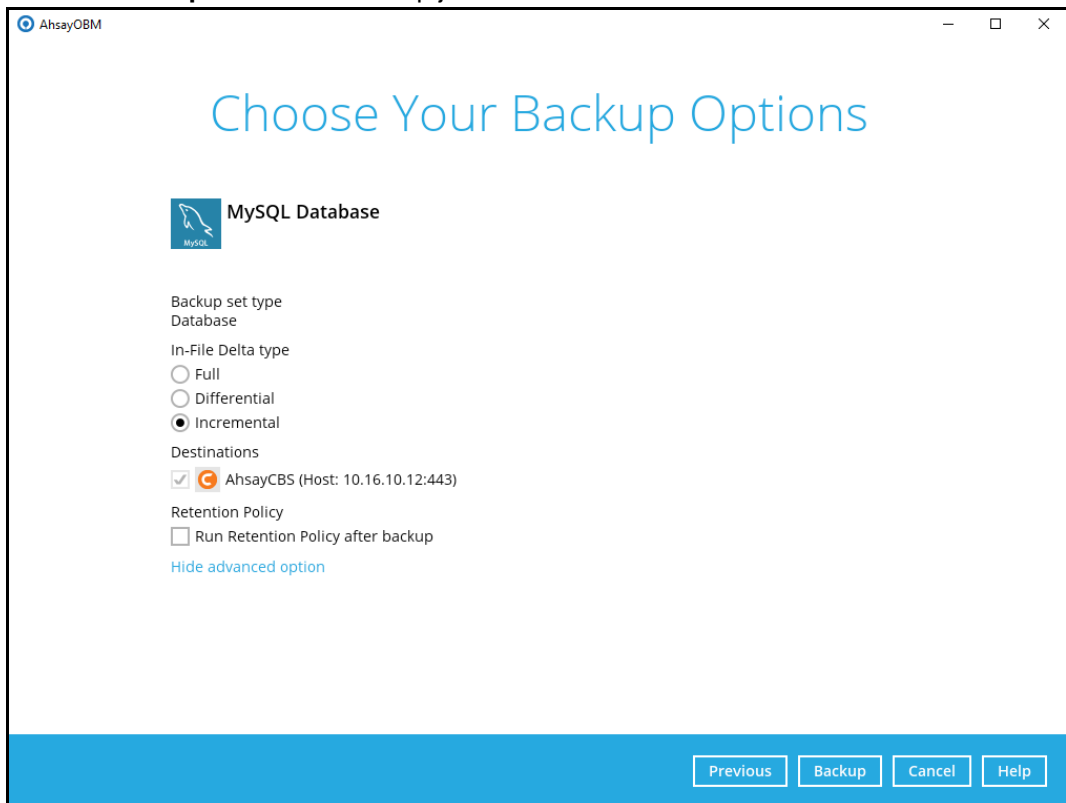 AhsayOBM
Choose Your Backup Options
MySQL Database
MySQL
Backup set type
Database
In-File Delta type
Full
Differential
Incremental
Destinations
C AhsayCBS (Host: 10.16.10.12:443)
Retention Policy
Run Retention Policy after backup
Hide advanced option
Previous Backup Cancel Help